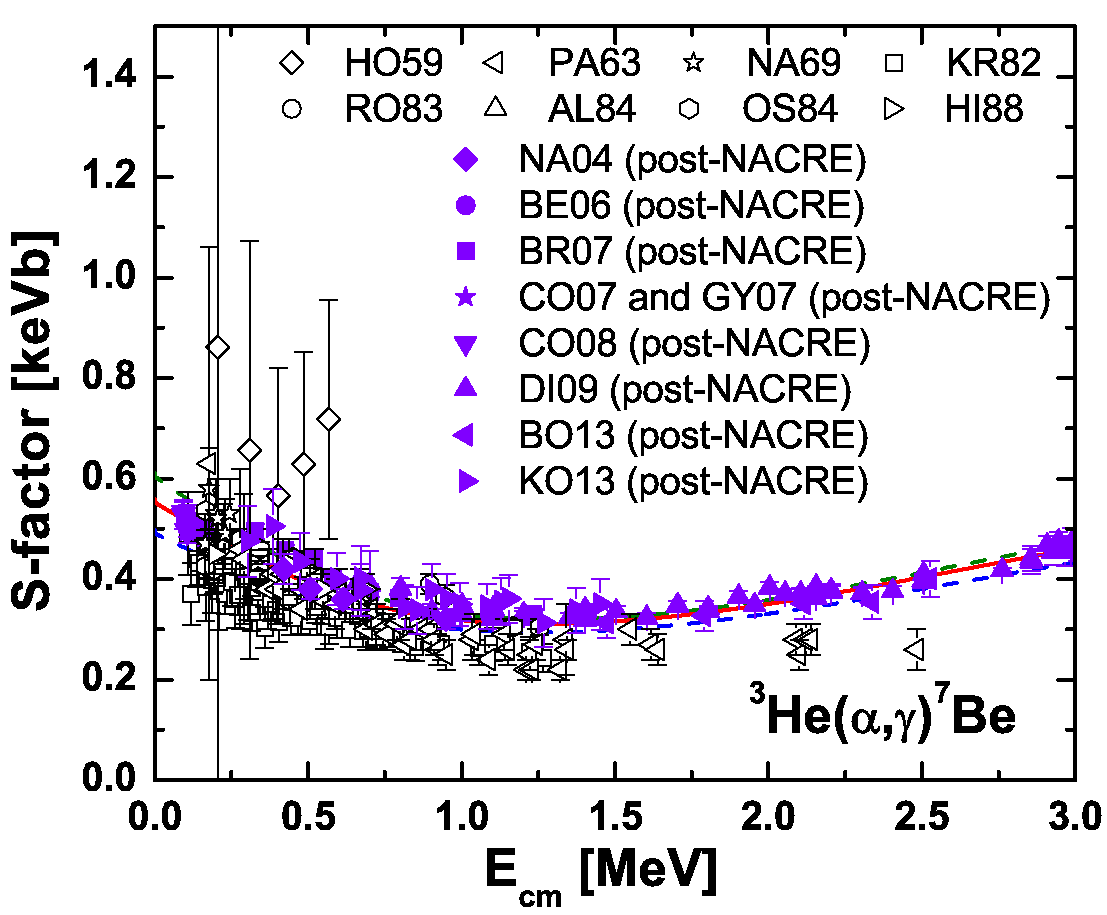 HO59 PA63 NA69 KR82
RO83 AL84 OS84 HI88
NA04 (post-NACRE)
BE06 (post-NACRE)
BR07 (post-NACRE)
CO07 and GY07 (post-NACRE)
CO08 (post-NACRE)
DI09 (post-NACRE)
BO13 (post-NACRE)
KO13 (post-NACRE)
S-factor [keVb]
1.4
1.2
1.0
0.8
0.6
0.4
0.2
0.0
³He(α,γ)⁷Be
0.0 0.5 1.0 1.5 2.0 2.5 3.0
E_cm [MeV]